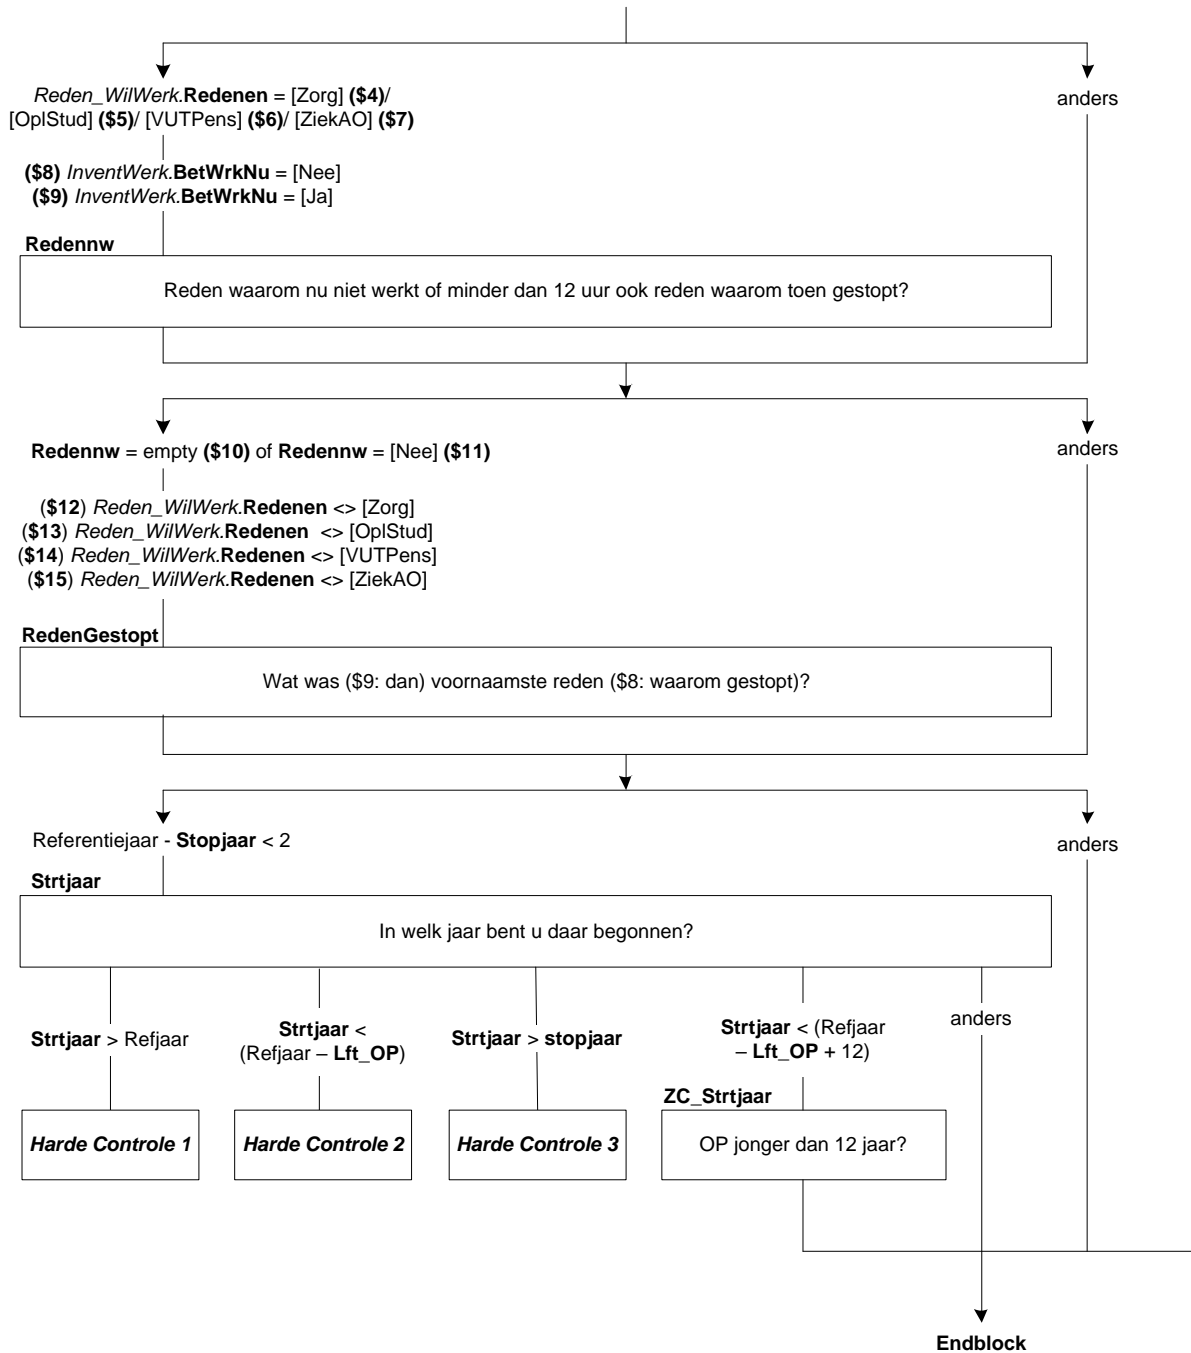 Reden_WilWerk.Redenen = [Zorg] ($4)/
[OplStud] ($5)/ [VUTPens] ($6)/ [ZiekAO] ($7)
anders
($8) InventWerk.BetWrkNu = [Nee]
($9) InventWerk.BetWrkNu = [Ja]
Redennw
Reden waarom nu niet werkt of minder dan 12 uur ook reden waarom toen gestopt?
Redennw = empty ($10) of Redennw = [Nee] ($11)
anders
($12) Reden_WilWerk.Redenen <> [Zorg]
($13) Reden_WilWerk.Redenen <> [OplStud]
($14) Reden_WilWerk.Redenen <> [VUTPens]
($15) Reden_WilWerk.Redenen <> [ZiekAO]
RedenGestopt
Wat was ($9: dan) voornaamste reden ($8: waarom gestopt)?
Referentiejaar - Stopjaar < 2
anders
Strtjaar
In welk jaar bent u daar begonnen?
Strtjaar > Refjaar
Strtjaar <
(Refjaar – Lft_OP)
Strtjaar > stopjaar
Strtjaar < (Refjaar
– Lft_OP + 12)
anders
ZC_Strtjaar
Harde Controle 1
Harde Controle 2
Harde Controle 3
OP jonger dan 12 jaar?
Endblock